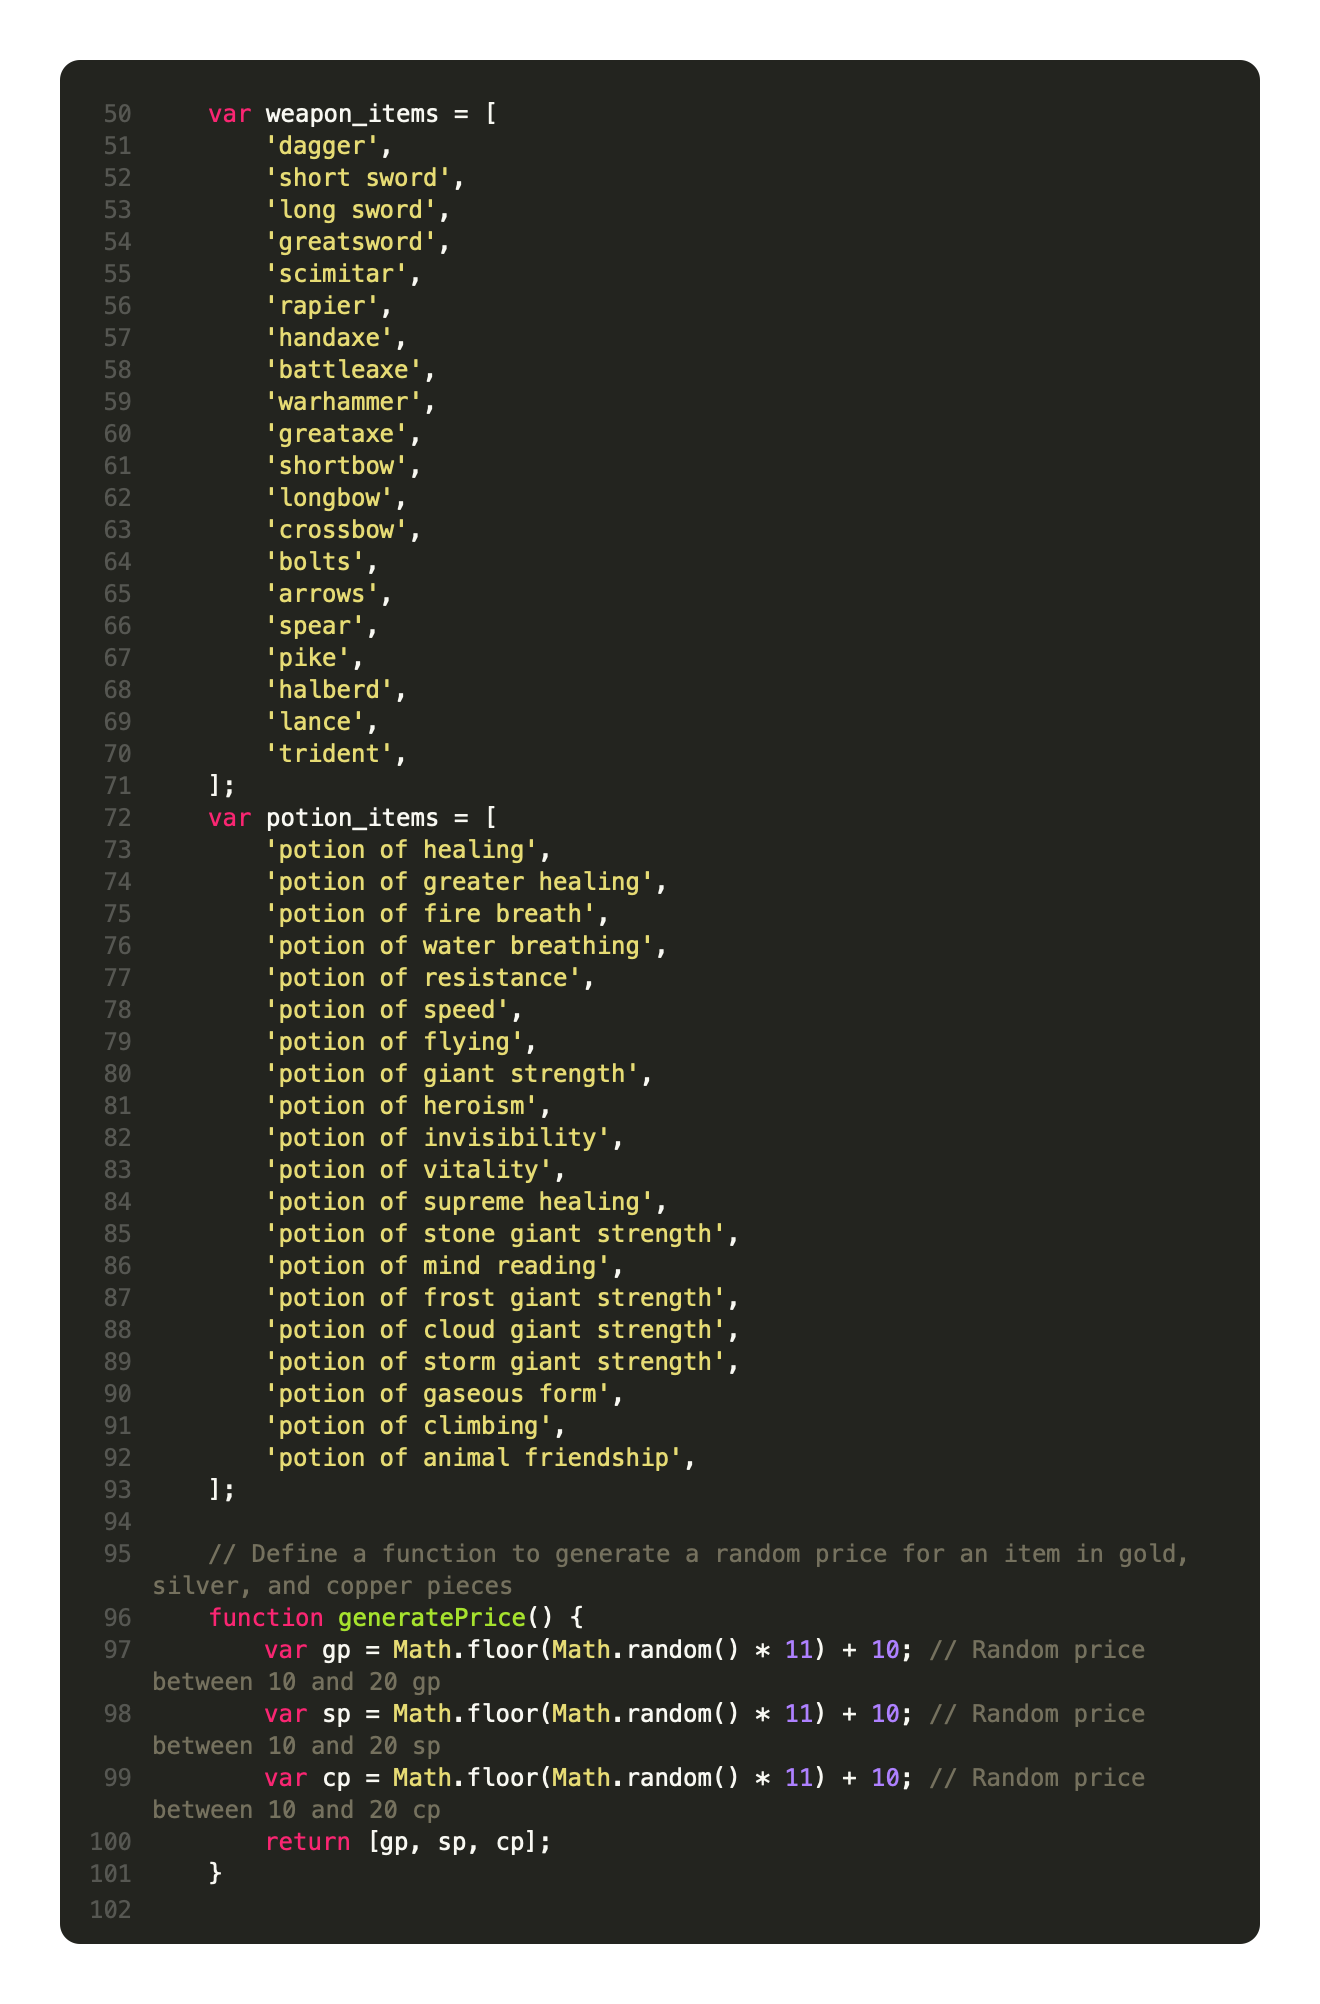 50 var weapon_items = [
51 'dagger',
52 'short sword',
53 'long sword',
54 'greatsword',
55 'scimitar',
56 'rapier',
57 'handaxe',
58 'battleaxe',
59 'warhammer',
60 'greataxe',
61 'shortbow',
62 'longbow',
63 'crossbow',
64 'bolts',
65 'arrows',
66 'spear',
67 'pike',
68 'halberd',
69 'lance',
70 'trident',
71 ];
72 var potion_items = [
73 'potion of healing',
74 'potion of greater healing',
75 'potion of fire breath',
76 'potion of water breathing',
77 'potion of resistance',
78 'potion of speed',
79 'potion of flying',
80 'potion of giant strength',
81 'potion of heroism',
82 'potion of invisibility',
83 'potion of vitality',
84 'potion of supreme healing',
85 'potion of stone giant strength',
86 'potion of mind reading',
87 'potion of frost giant strength',
88 'potion of cloud giant strength',
89 'potion of storm giant strength',
90 'potion of gaseous form',
91 'potion of climbing',
92 'potion of animal friendship',
93 ];
94
95 // Define a function to generate a random price for an item in gold,
silver, and copper pieces
96 function generatePrice() {
97 var gp = Math.floor(Math.random() * 11) + 10; // Random price
between 10 and 20 gp
98 var sp = Math.floor(Math.random() * 11) + 10; // Random price
between 10 and 20 sp
99 var cp = Math.floor(Math.random() * 11) + 10; // Random price
between 10 and 20 cp
100 return [gp, sp, cp];
101 }
102